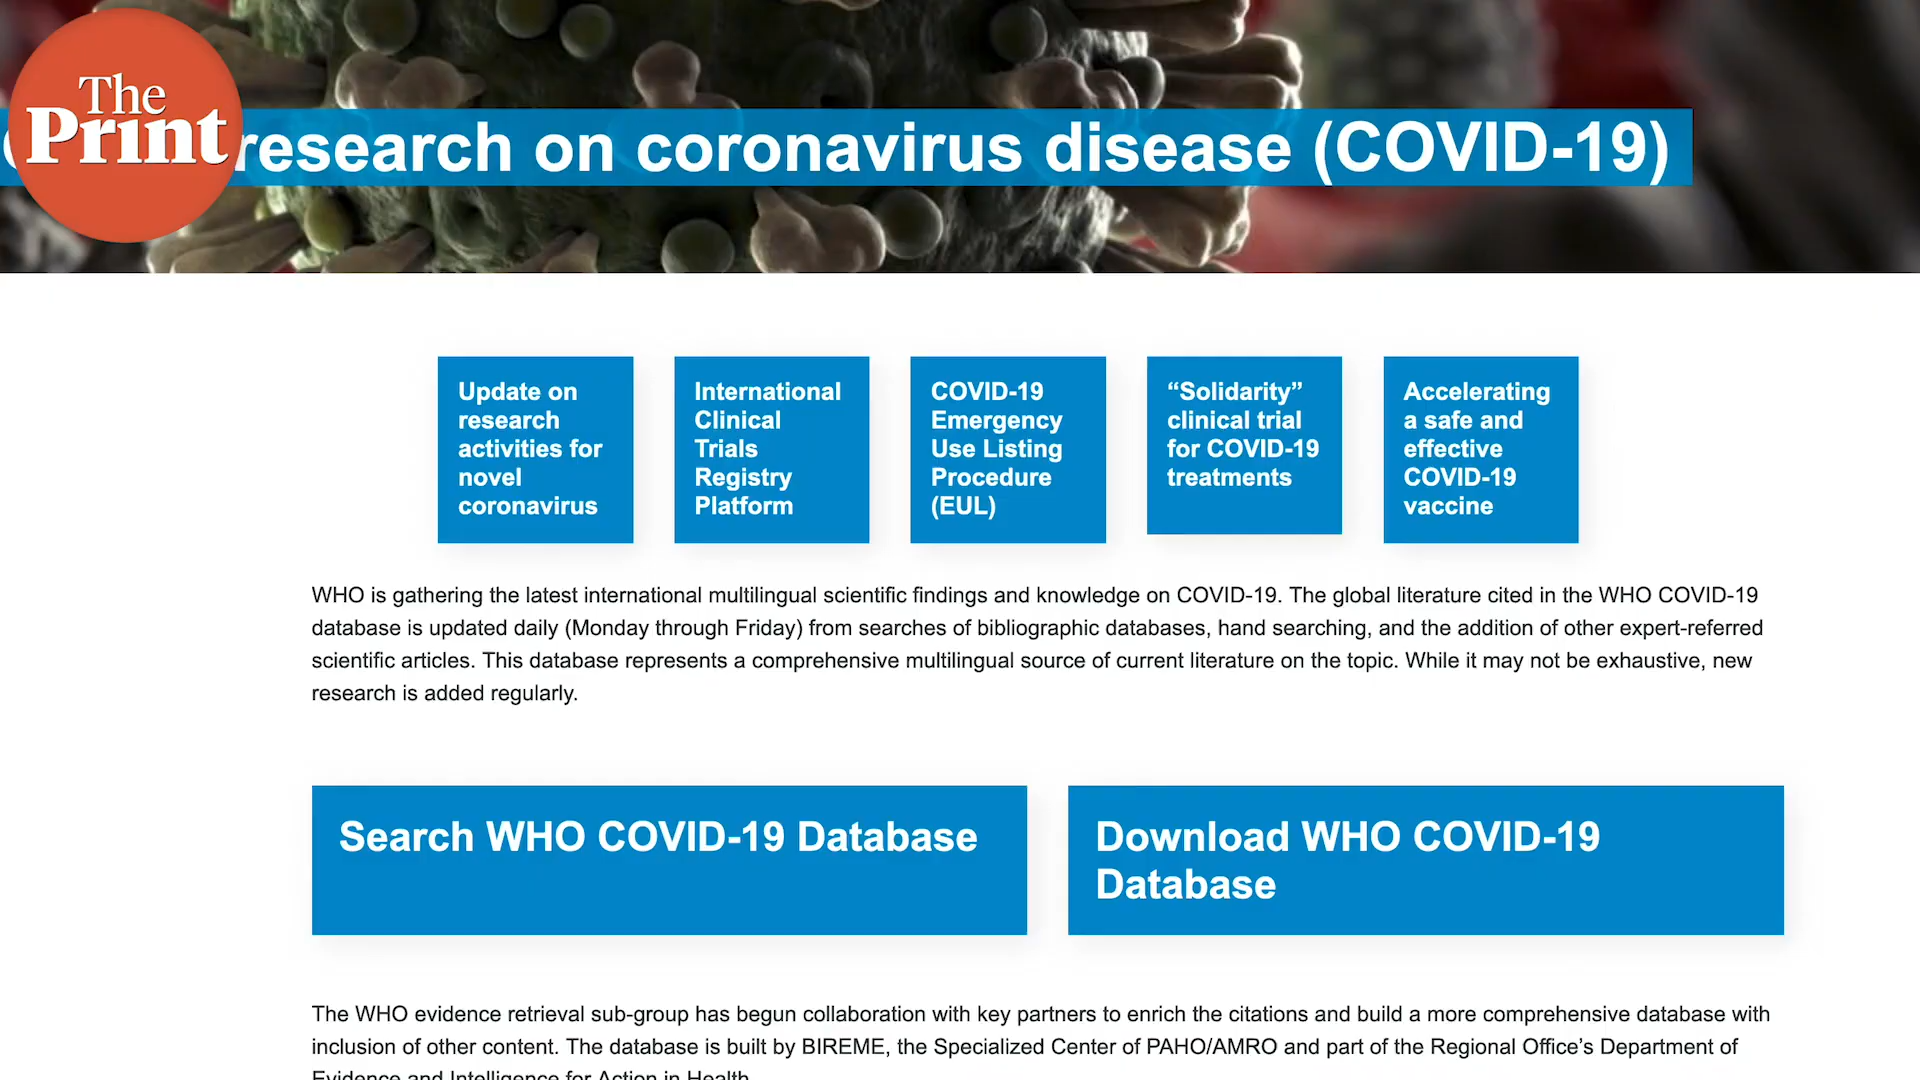 The
Print
research on coronavirus disease (COVID-19)
Update on
research
activities for
novel
coronavirus
International
Clinical
Trials
Registry
Platform
COVID-19
Emergency
Use Listing
Procedure
(EUL)
“Solidarity”
clinical trial
for COVID-19
treatments
Accelerating
a safe and
effective
COVID-19
vaccine
WHO is gathering the latest international multilingual scientific findings and knowledge on COVID-19. The global literature cited in the WHO COVID-19
database is updated daily (Monday through Friday) from searches of bibliographic databases, hand searching, and the addition of other expert-referred
scientific articles. This database represents a comprehensive multilingual source of current literature on the topic. While it may not be exhaustive, new
research is added regularly.
Search WHO COVID-19 Database
Download WHO COVID-19
Database
The WHO evidence retrieval sub-group has begun collaboration with key partners to enrich the citations and build a more comprehensive database with
inclusion of other content. The database is built by BIREME, the Specialized Center of PAHO/AMRO and part of the Regional Office’s Department of
Evidence and Intelligence for Action in Health